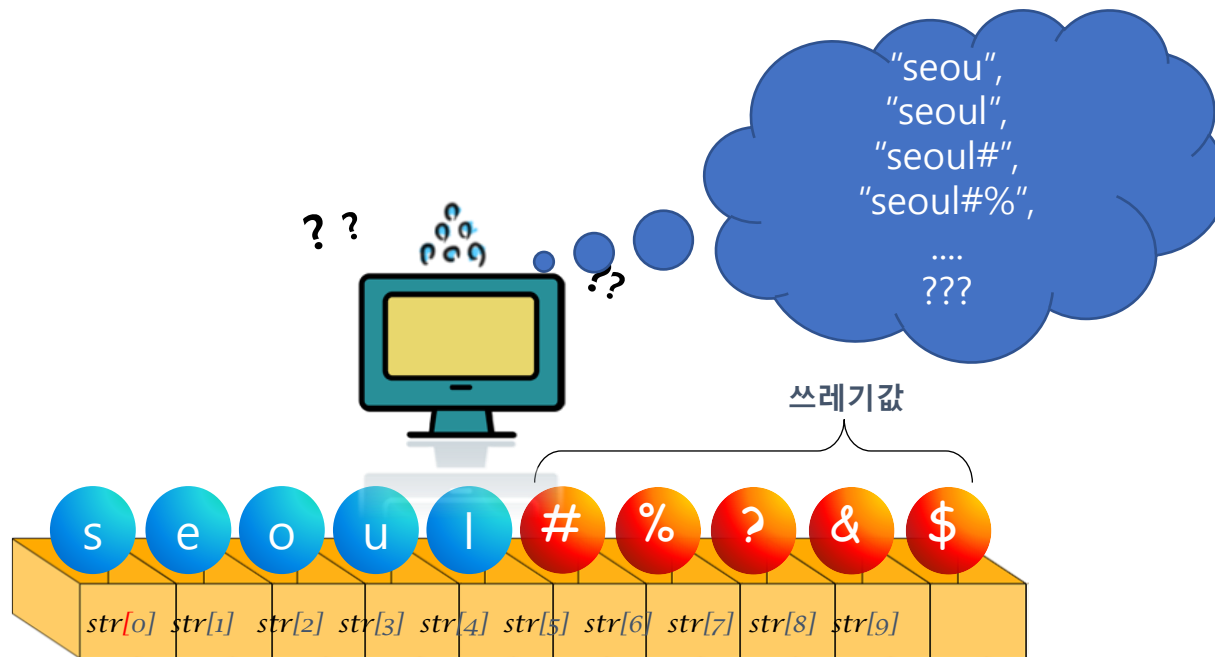 "seou",
"seoul",
"seoul#",
"seoul#%",
....
???
? ?
??
쓰레기값
s e o u l # % ? & $
str[0] str[1] str[2] str[3] str[4] str[5] str[6] str[7] str[8] str[9]